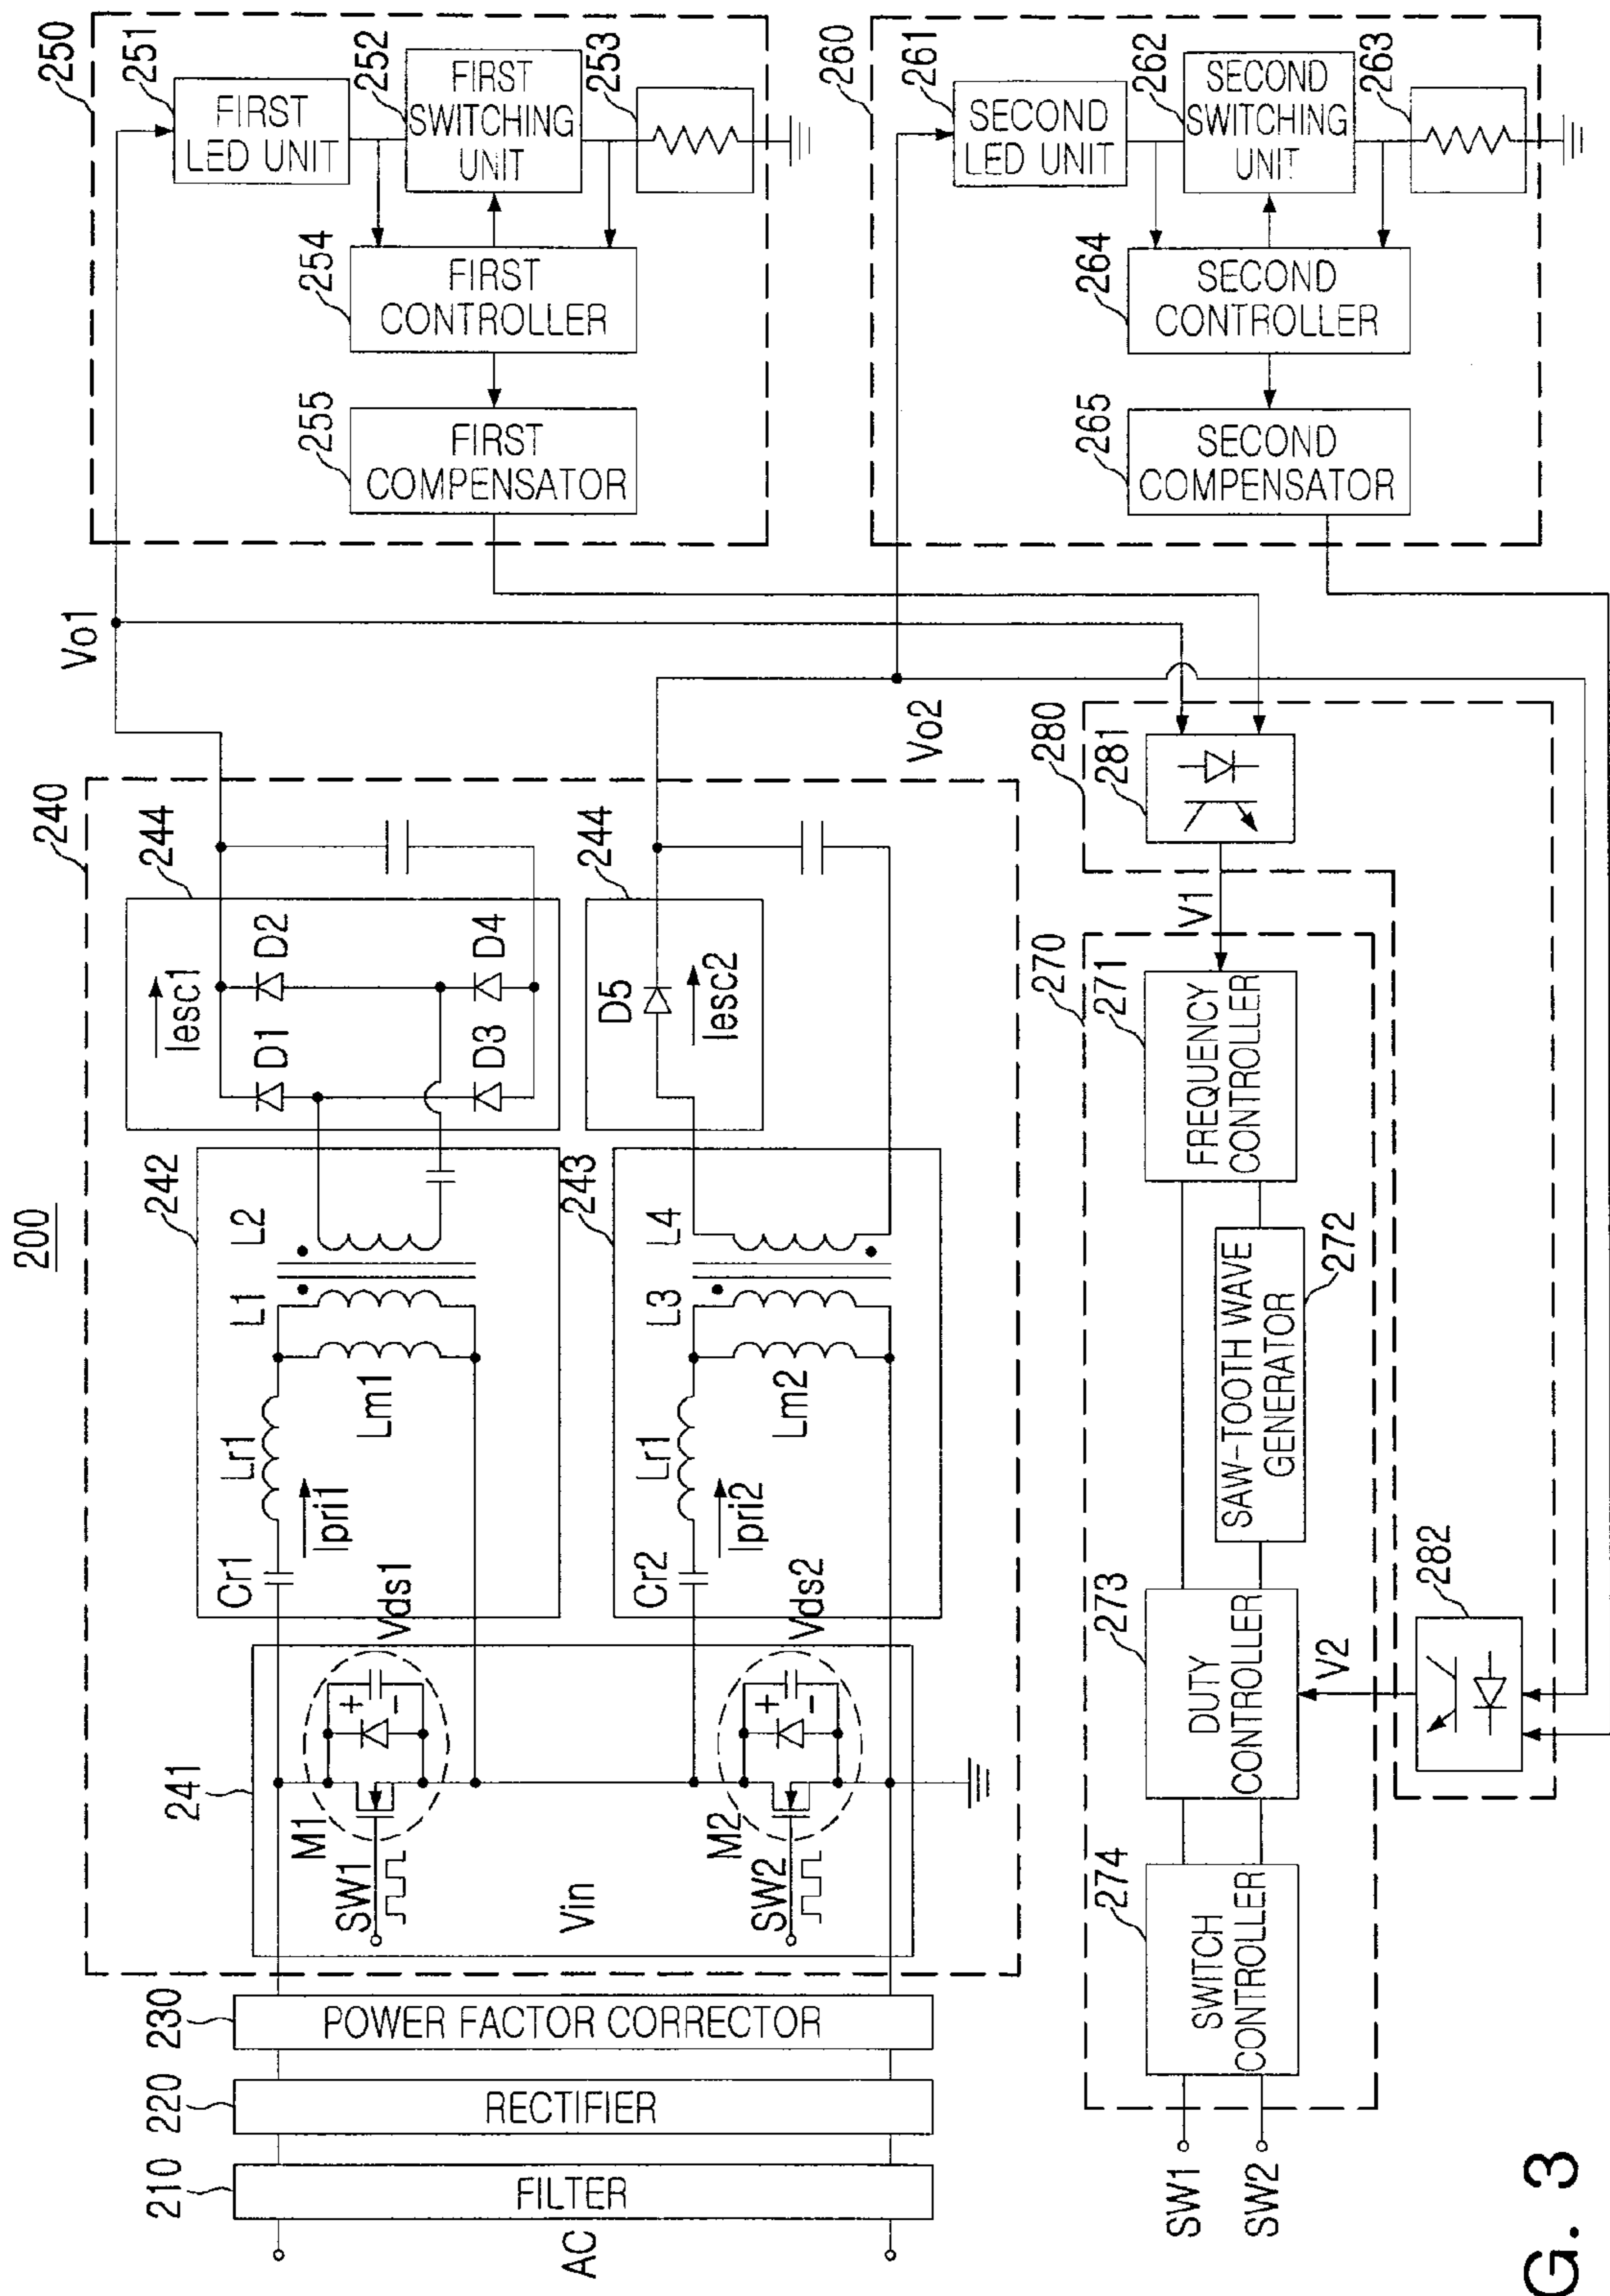 200
AC
210
FILTER
220
RECTIFIER
230
POWER FACTOR CORRECTOR
240
241
Vin
M1
SW1
Vds1
M2
SW2
Vds2
242
Cr1
Lr1
Ipri1
Lm1
L1
L2
243
Cr2
Lr1
Ipri2
Lm2
L3
L4
244
Iesc1
D1
D2
D3
D4
244
D5
Iesc2
Vo1
Vo2
250
251
FIRST
LED UNIT
252
FIRST
SWITCHING
UNIT
253
254
FIRST
CONTROLLER
255
FIRST
COMPENSATOR
260
261
SECOND
LED UNIT
262
SECOND
SWITCHING
UNIT
263
264
SECOND
CONTROLLER
265
SECOND
COMPENSATOR
270
271
FREQUENCY
CONTROLLER
272
SAW-TOOTH WAVE
GENERATOR
273
DUTY
CONTROLLER
274
SWITCH
CONTROLLER
SW1
SW2
280
281
V1
282
V2
G. 3